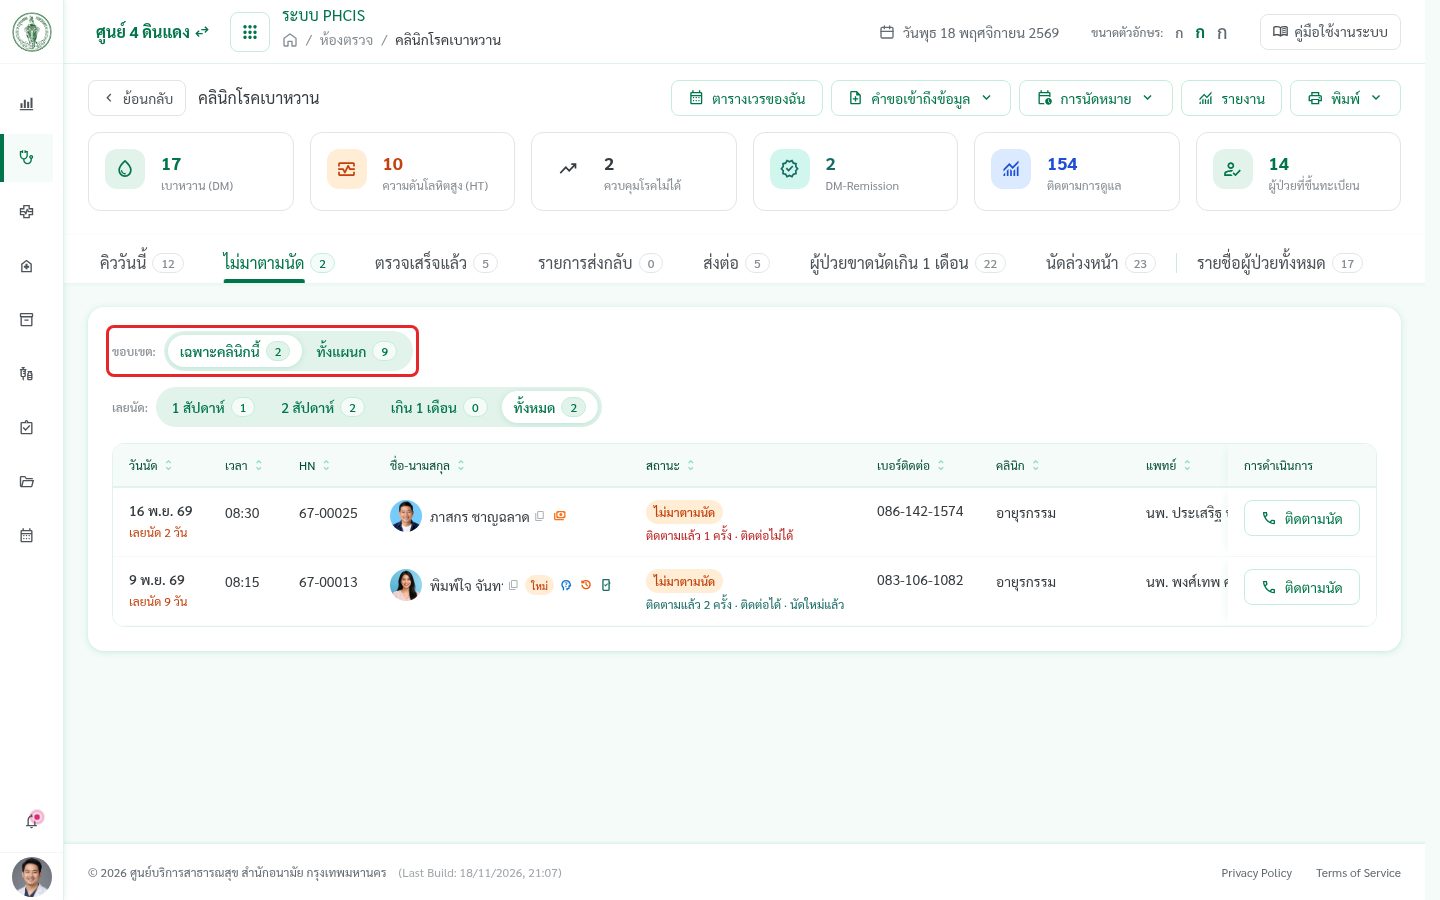 ศูนย์ 4 ดินแดง
ระบบ PHCIS
/ ห้องตรวจ / คลินิกโรคเบาหวาน
วันพุธ 18 พฤศจิกายน 2569
ขนาดตัวอักษร: ก ก ก
คู่มือใช้งานระบบ
ย้อนกลับ
คลินิกโรคเบาหวาน
ตารางเวรของฉัน
คำขอเข้าถึงข้อมูล
การนัดหมาย
รายงาน
พิมพ์
17
เบาหวาน (DM)
10
ความดันโลหิตสูง (HT)
2
ควบคุมโรคไม่ได้
2
DM-Remission
154
ติดตามการดูแล
14
ผู้ป่วยที่ขึ้นทะเบียน
คิววันนี้ 12
ไม่มาตามนัด 2
ตรวจเสร็จแล้ว 5
รายการส่งกลับ 0
ส่งต่อ 5
ผู้ป่วยขาดนัดเกิน 1 เดือน 22
นัดล่วงหน้า 23
รายชื่อผู้ป่วยทั้งหมด 17
ขอบเขต: เฉพาะคลินิกนี้ 2 ทั้งแผนก 9
เลยนัด: 1 สัปดาห์ 1 2 สัปดาห์ 2 เกิน 1 เดือน 0 ทั้งหมด 2
วันนัด เวลา HN ชื่อ-นามสกุล สถานะ เบอร์ติดต่อ คลินิก แพทย์ การดำเนินการ
16 พ.ย. 69 08:30 67-00025 ภาสกร ชาญฉลาด ไม่มาตามนัด 086-142-1574 อายุรกรรม นพ. ประเสริฐ ติดตามนัด
เลยนัด 2 วัน ติดตามแล้ว 1 ครั้ง · ติดต่อไม่ได้
9 พ.ย. 69 08:15 67-00013 พิมพ์ใจ จันท ใหม่ ไม่มาตามนัด 083-106-1082 อายุรกรรม นพ. พงศ์เทพ ติดตามนัด
เลยนัด 9 วัน ติดตามแล้ว 2 ครั้ง · ติดต่อได้ · นัดใหม่แล้ว
© 2026 ศูนย์บริการสาธารณสุข สำนักอนามัย กรุงเทพมหานคร (Last Build: 18/11/2026, 21:07)
Privacy Policy Terms of Service